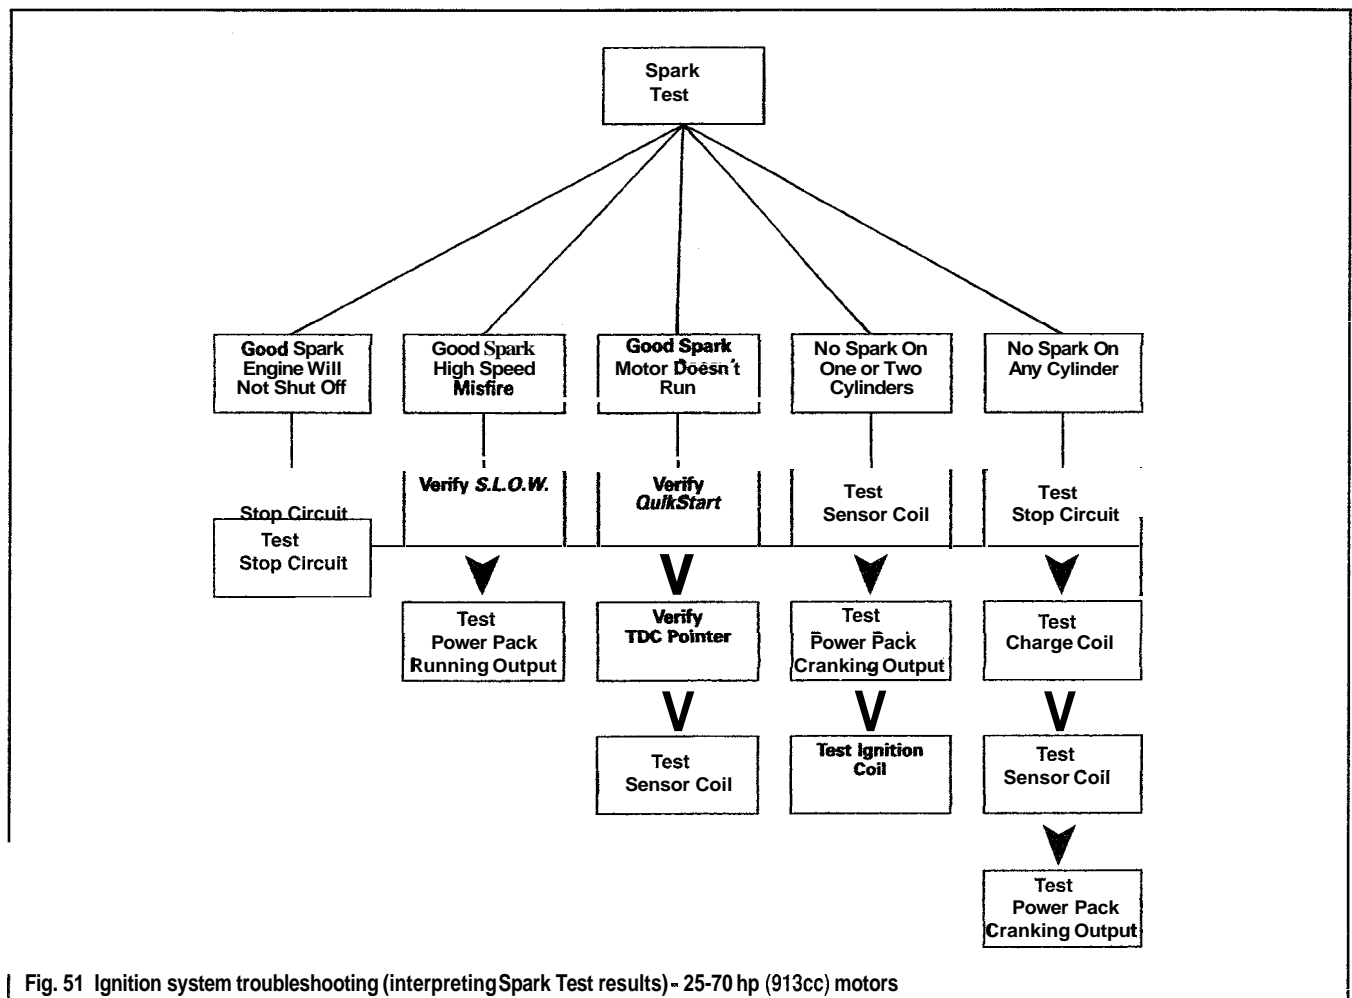 Spark
Test
Good Spark
Engine Will
Not Shut Off
Good Spark
High Speed
Misfire
Good Spark
Motor Doesn't
Run
No Spark On
One or Two
Cylinders
No Spark On
Any Cylinder
Stop Circuit
Test
Stop Circuit
Verify S.L.O.W.
Verify
QuikStart
Test
Sensor Coil
Test
Stop Circuit
Test
Power Pack
Running Output
Verify
TDC Pointer
Test
Power Pack
Cranking Output
Test
Charge Coil
Test
Sensor Coil
Test Ignition
Coil
Test
Sensor Coil
Test
Power Pack
Cranking Output
Fig. 51 Ignition system troubleshooting (interpreting Spark Test results) - 25-70 hp (913cc) motors